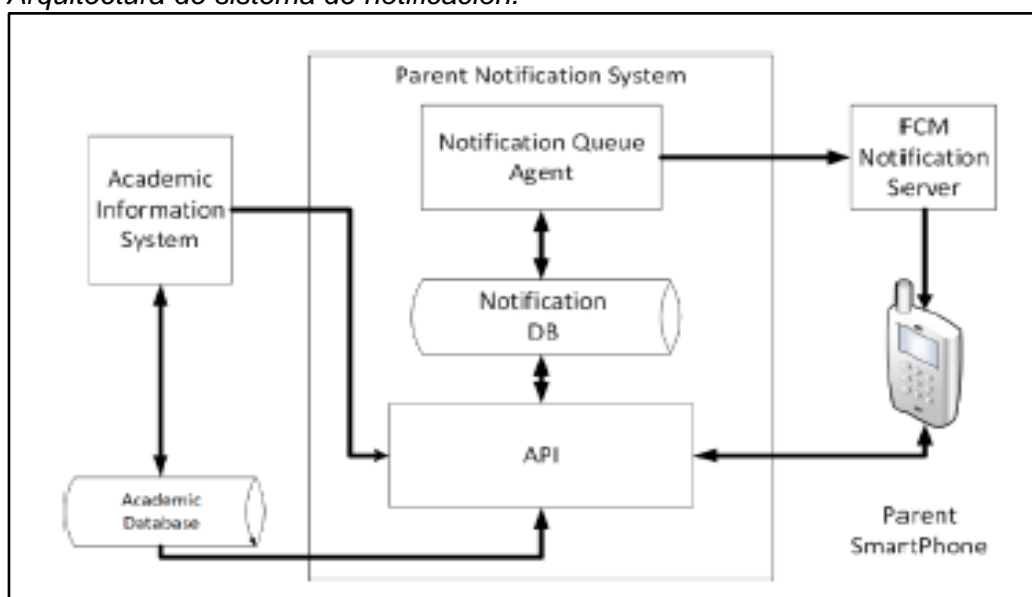 Arquitectura de sistema de notificación.
Parent Notification System
Notification Queue
Agent
FCM
Notification
Server
Academic
Information
System
Notification
DB
API
Academic
Database
Parent
SmartPhone